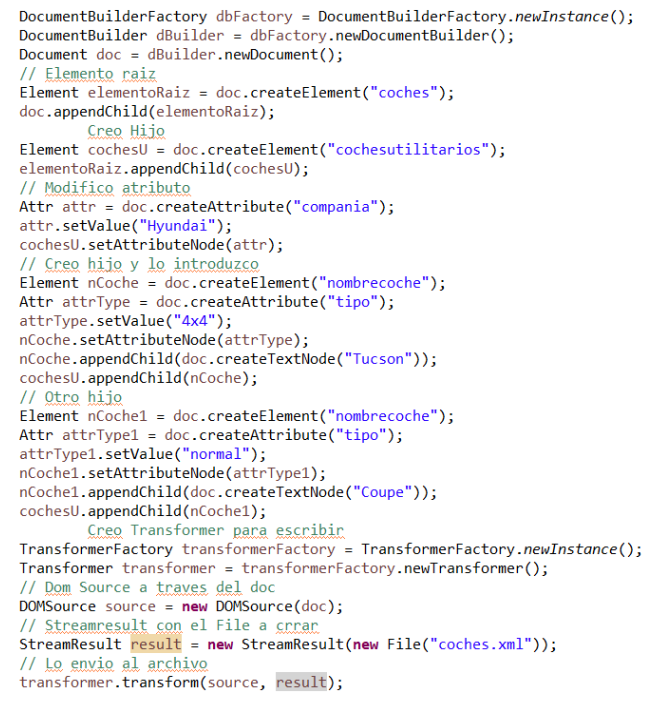 DocumentBuilderFactory dbFactory = DocumentBuilderFactory.newInstance();
DocumentBuilder dBuilder = dbFactory.newDocumentBuilder();
Document doc = dBuilder.newDocument();
// Elemento raiz
Element elementoRaiz = doc.createElement("coches");
doc.appendChild(elementoRaiz);
        Creo Hijo
Element cochesU = doc.createElement("cochesutilitarios");
elementoRaiz.appendChild(cochesU);
// Modifico atributo
Attr attr = doc.createAttribute("compania");
attr.setValue("Hyundai");
cochesU.setAttributeNode(attr);
// Creo hijo y lo introduzco
Element nCoche = doc.createElement("nombrecoche");
Attr attrType = doc.createAttribute("tipo");
attrType.setValue("4x4");
nCoche.setAttributeNode(attrType);
nCoche.appendChild(doc.createTextNode("Tucson"));
cochesU.appendChild(nCoche);
// Otro hijo
Element nCoche1 = doc.createElement("nombrecoche");
Attr attrType1 = doc.createAttribute("tipo");
attrType1.setValue("normal");
nCoche1.setAttributeNode(attrType1);
nCoche1.appendChild(doc.createTextNode("Coupe"));
cochesU.appendChild(nCoche1);
        Creo Transformer para escribir
TransformerFactory transformerFactory = TransformerFactory.newInstance();
Transformer transformer = transformerFactory.newTransformer();
// Dom Source a traves del doc
DOMSource source = new DOMSource(doc);
// Streamresult con el File a crrar
StreamResult result = new StreamResult(new File("coches.xml"));
// Lo envio al archivo
transformer.transform(source, result);